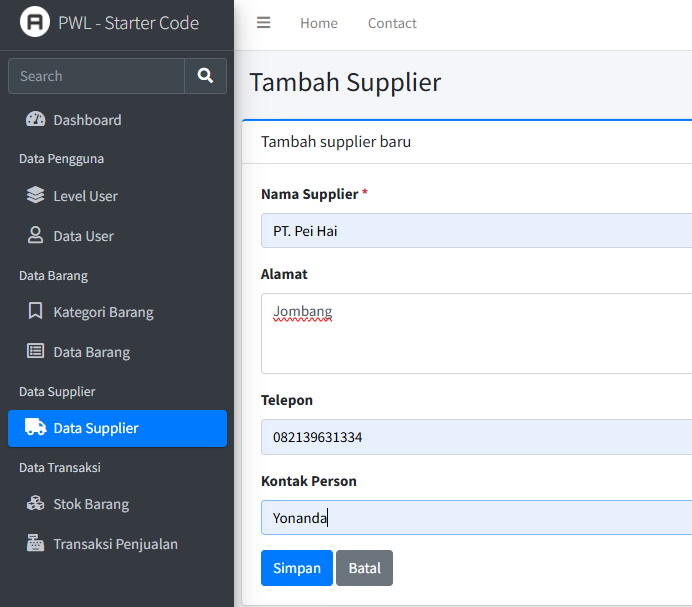 PWL - Starter Code
Home
Contact
Search
Dashboard
Data Pengguna
Level User
Data User
Data Barang
Kategori Barang
Data Barang
Data Supplier
Data Supplier
Data Transaksi
Stok Barang
Transaksi Penjualan
Tambah Supplier
Tambah supplier baru
Nama Supplier *
PT. Pei Hai
Alamat
Jombang
Telepon
082139631334
Kontak Person
Yonanda
Simpan
Batal